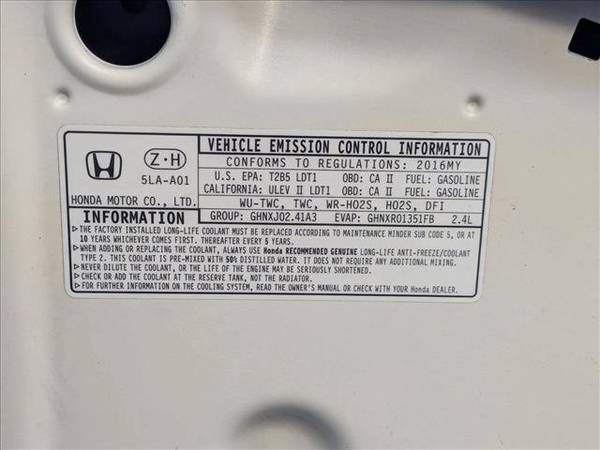 VEHICLE EMISSION CONTROL INFORMATION
Z·H
5LA-A01
HONDA MOTOR CO., LTD.
CONFORMS TO REGULATIONS: 2016MY
U.S. EPA: T2B5 LDT1 OBD: CA II FUEL: GASOLINE
CALIFORNIA: ULEV II LDT1 OBD: CA II FUEL: GASOLINE
WU-TWC, TWC, WR-HO2S, HO2S, DFI
GROUP: GHNXJ02.41A3 EVAP: GHNXR01351FB 2.4L
INFORMATION
▶THE FACTORY INSTALLED LONG-LIFE COOLANT MUST BE REPLACED ACCORDING TO MAINTENANCE MINDER SUB CODE 5, OR AT
10 YEARS WHICHEVER COMES FIRST. THEREAFTER EVERY 5 YEARS.
▶WHEN ADDING OR REPLACING THE COOLANT, ALWAYS USE Honda RECOMMENDED GENUINE LONG-LIFE ANTI-FREEZE/COOLANT
TYPE 2. THIS COOLANT IS PRE-MIXED WITH 50% DISTILLED WATER. IT DOES NOT REQUIRE ANY ADDITIONAL MIXING.
▶NEVER DILUTE THE COOLANT, OR THE LIFE OF THE ENGINE MAY BE SERIOUSLY SHORTENED.
▶CHECK OR ADD THE COOLANT AT THE RESERVE TANK, NOT THE RADIATOR.
▶FOR FURTHER INFORMATION ON THE COOLING SYSTEM, READ THE OWNER'S MANUAL OR CHECK WITH YOUR Honda DEALER.